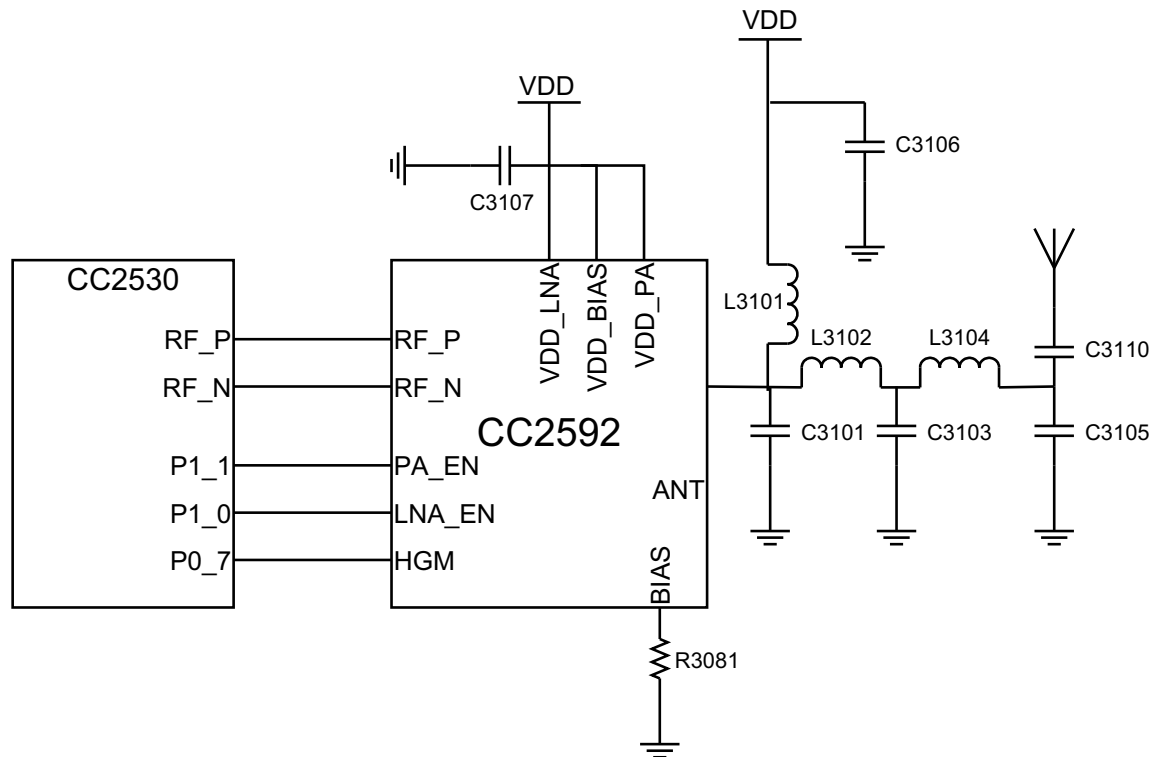 VDD
VDD
C3106
C3107
CC2530
VDD_LNA
VDD_BIAS
VDD_PA
L3101
RF_P
RF_P
L3102
L3104
C3110
RF_N
RF_N
CC2592
C3101
C3103
C3105
P1_1
PA_EN
ANT
P1_0
LNA_EN
P0_7
HGM
BIAS
R3081